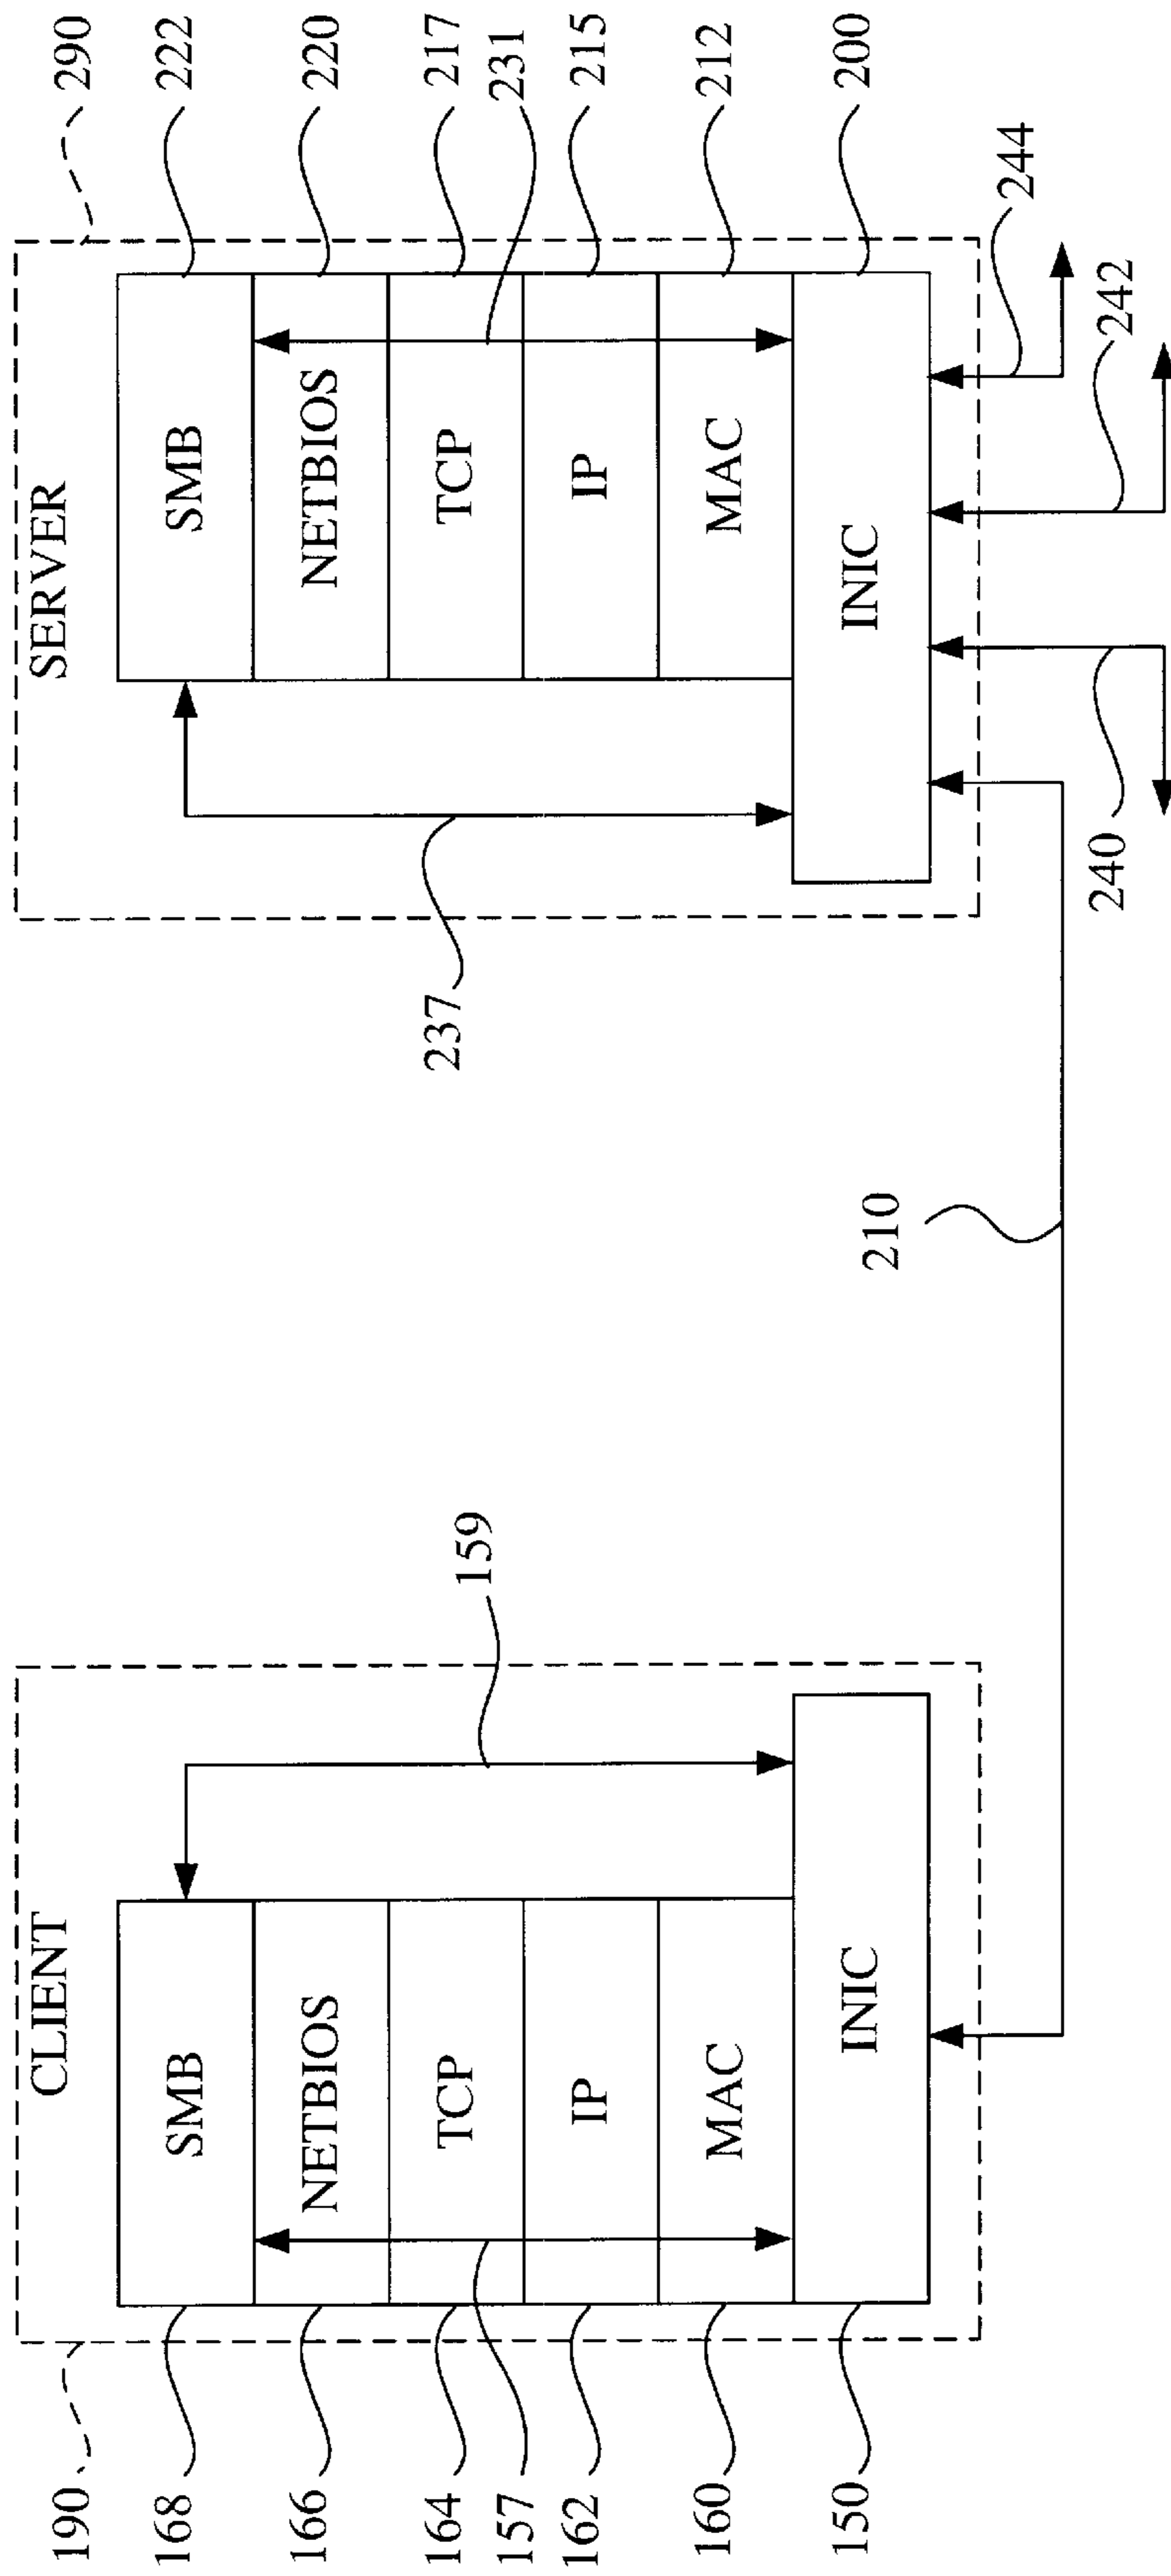 CLIENT
190
168
SMB
166
NETBIOS
164
TCP
157
162
IP
160
MAC
150
INIC
159
210
SERVER
290
SMB
222
NETBIOS
220
TCP
217
231
IP
215
MAC
212
INIC
200
237
240
242
244